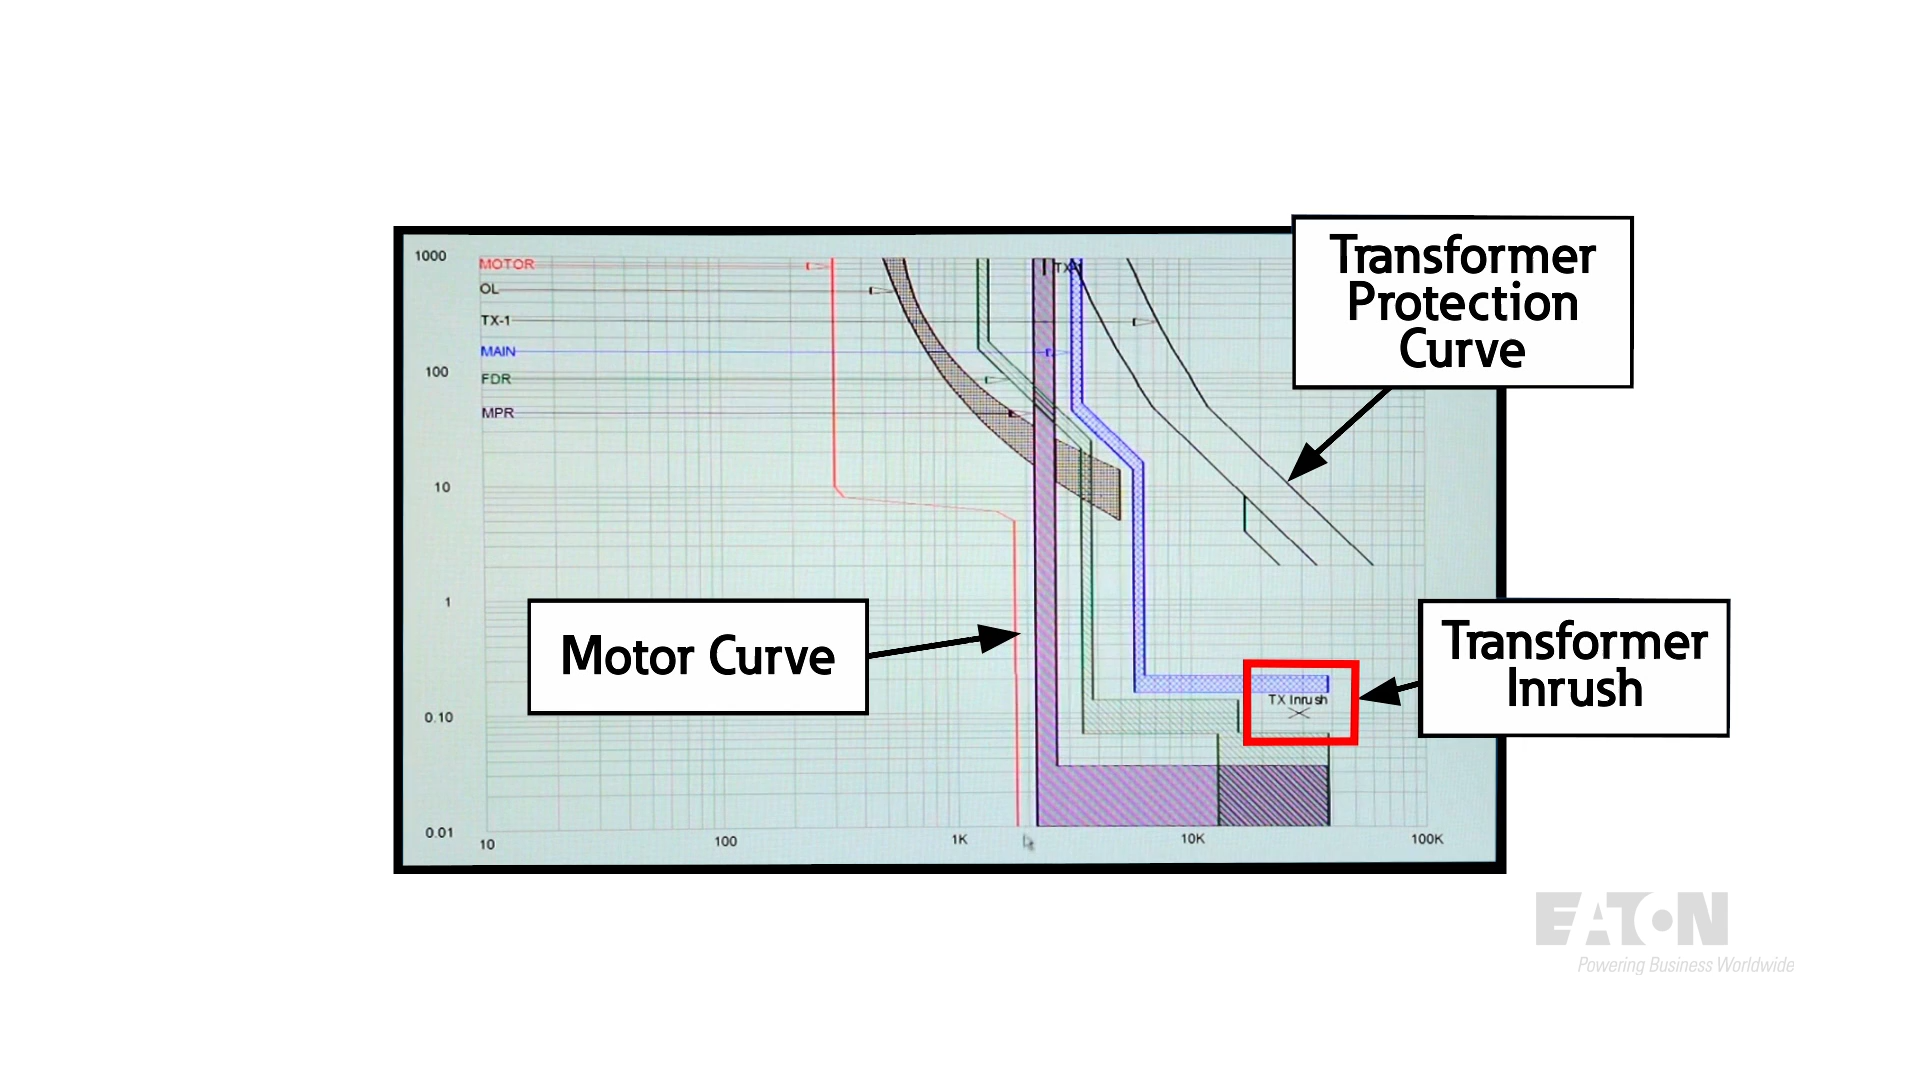 Transformer
Protection
Curve
1000
MOTOR
OL
TX-1
TX-1
MAIN
100
FDR
MPR
10
1
Motor Curve
Transformer
Inrush
TX Inrush
0.10
0.01
10
100
1K
10K
100K
EATON
Powering Business Worldwide